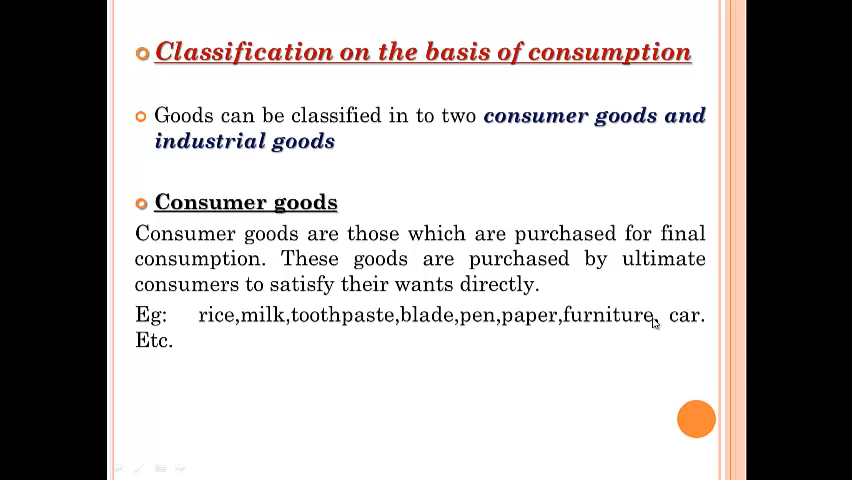 Classification on the basis of consumption
Goods can be classified in to two consumer goods and
industrial goods
Consumer goods
Consumer goods are those which are purchased for final
consumption. These goods are purchased by ultimate
consumers to satisfy their wants directly.
Eg: rice,milk,toothpaste,blade,pen,paper,furniture, car.
Etc.